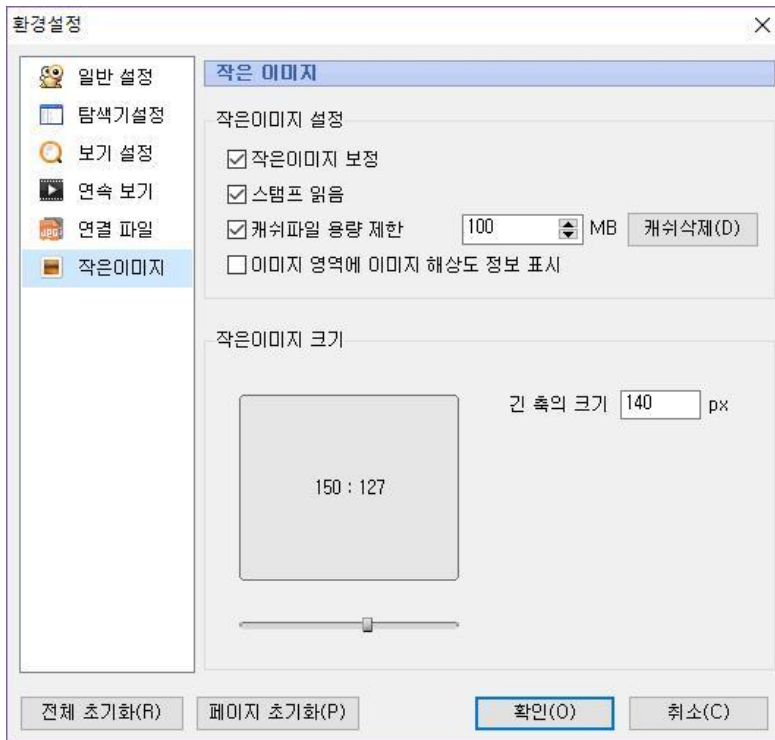 환경설정
일반 설정
탐색기설정
보기 설정
연속 보기
JPG
연결 파일
작은이미지
작은 이미지
작은이미지 설정
작은이미지 보정
스탬프 읽음
캐쉬파일 용량 제한 100 MB 캐쉬삭제(D)
이미지 영역에 이미지 해상도 정보 표시
작은이미지 크기
긴 축의 크기 140 px
150 : 127
전체 초기화(R) 페이지 초기화(P) 확인(O) 취소(C)